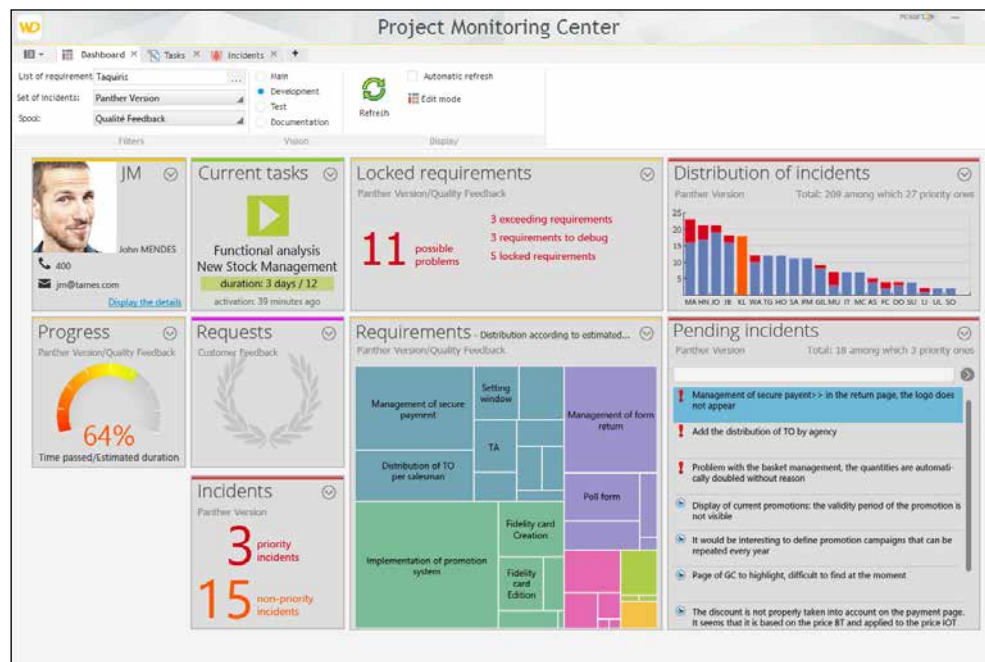 WD
Project Monitoring Center
PCSOFT
Dashboard
Tasks
Incidents
List of requirement Taquiris
...
Set of incidents: Panther Version
Spool: Qualité Feedback
Filters
Main
Development
Test
Documentation
Vision
Refresh
Automatic refresh
Edit mode
Display
JM
John MENDES
400
jm@tames.com
Display the details
Current tasks
Functional analysis
New Stock Management
duration: 3 days / 12
activation: 39 minutes ago
Locked requirements
Panther Version/Quality Feedback
11 possible problems
3 exceeding requirements
3 requirements to debug
5 locked requirements
Distribution of incidents
Panther Version Total: 209 among which 27 priority ones
25
20
15
10
5
MA HN JO JB KL WA TG HO SA PM GIL MU IT MC AS FC DO SU LJ UL SO
Progress
Panther Version/Quality Feedback
64%
Time passed/Estimated duration
Requests
Customer Feedback
Incidents
Panther Version
3 priority incidents
15 non-priority incidents
Requirements - Distribution according to estimated...
Panther Version/Quality Feedback
Management of secure
payment
Setting
window
TA
Distribution of TO
per salesman
Management of form
return
Poll form
Implementation of promotion
system
Fidelity card
Creation
Fidelity
card
Edition
Pending incidents
Panther Version Total: 18 among which 3 priority ones
Management of secure payent>> in the return page, the logo does
not appear
Add the distribution of TO by agency
Problem with the basket management, the quantities are automati-
cally doubled without reason
Display of current promotions: the validity period of the promotion is
not visible
It would be interesting to define promotion campaigns that can be
repeated every year
Page of GC to highlight, difficult to find at the moment
The discount is not properly taken into account on the payment page.
It seems that it is based on the price BT and applied to the price IOT